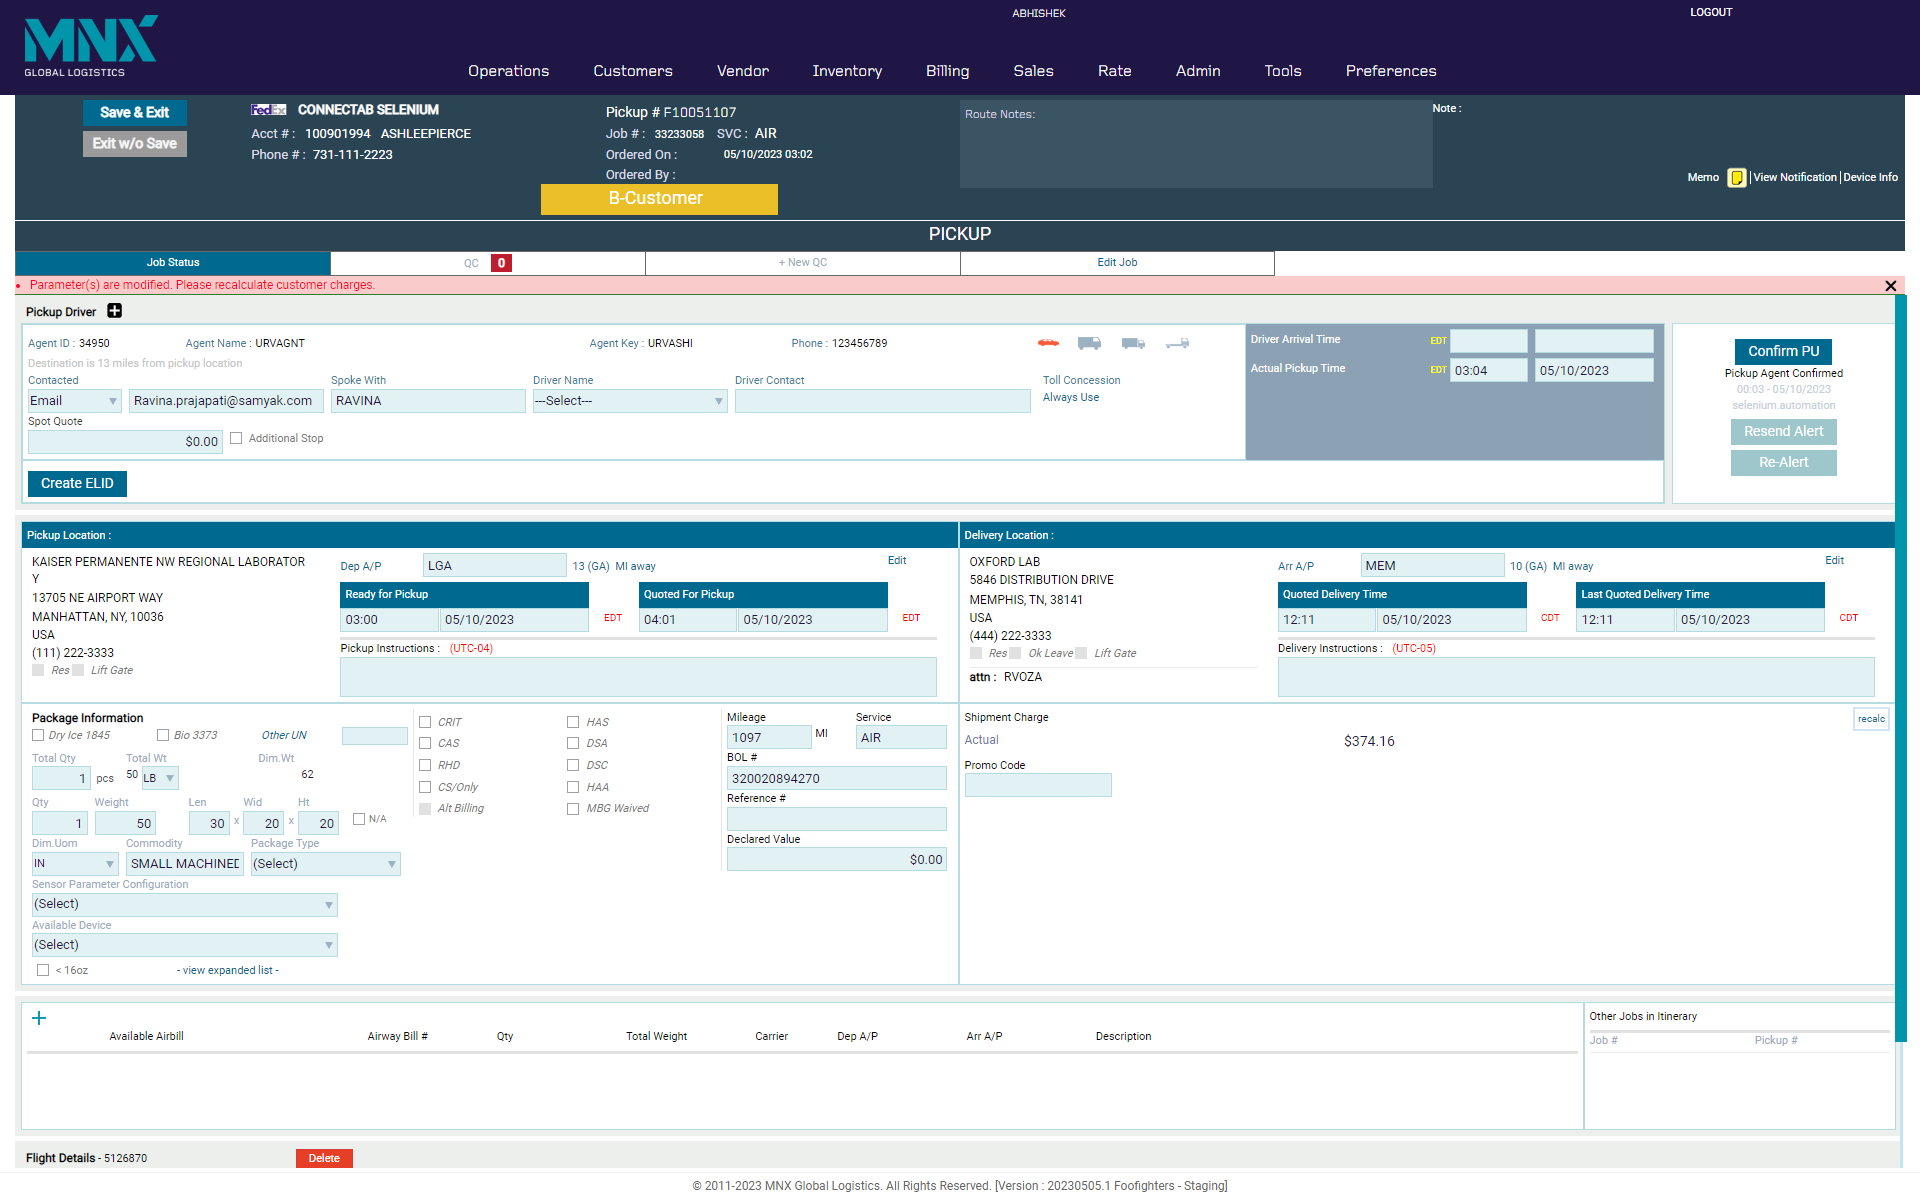 MNX
GLOBAL LOGISTICS
ABHISHEK
LOGOUT
Operations Customers Vendor Inventory Billing Sales Rate Admin Tools Preferences
Save & Exit
Exit w/o Save
FedEx CONNECTAB SELENIUM
Acct # : 100901994 ASHLEEPIERCE
Phone # : 731-111-2223
Pickup # F10051107
Job # : 33233058 SVC : AIR
Ordered On : 05/10/2023 03:02
Ordered By :
B-Customer
Route Notes:
Note :
Memo | View Notification | Device Info
PICKUP
Job Status QC 0 + New QC Edit Job
Parameter(s) are modified. Please recalculate customer charges.
Pickup Driver
Agent ID : 34950 Agent Name : URVAGNT Agent Key : URVASHI Phone : 123456789
Destination is 13 miles from pickup location
Contacted Spoke With Driver Name Driver Contact Toll Concession
Always Use
Email Ravina.prajapati@samyak.com RAVINA ---Select---
Spot Quote
$0.00 Additional Stop
Create ELID
Driver Arrival Time EDT
Actual Pickup Time EDT 03:04 05/10/2023
Confirm PU
Pickup Agent Confirmed
00:03 - 05/10/2023
selenium.automation
Resend Alert
Re-Alert
Pickup Location :
KAISER PERMANENTE NW REGIONAL LABORATOR
Y
13705 NE AIRPORT WAY
MANHATTAN, NY, 10036
USA
(111) 222-3333
Res Lift Gate
Dep A/P LGA 13 (GA) MI away Edit
Ready for Pickup Quoted For Pickup
03:00 05/10/2023 EDT 04:01 05/10/2023 EDT
Pickup Instructions : (UTC-04)
Delivery Location :
OXFORD LAB
5846 DISTRIBUTION DRIVE
MEMPHIS, TN, 38141
USA
(444) 222-3333
Res Ok Leave Lift Gate
attn : RVOZA
Arr A/P MEM 10 (GA) MI away Edit
Quoted Delivery Time Last Quoted Delivery Time
12:11 05/10/2023 CDT 12:11 05/10/2023 CDT
Delivery Instructions : (UTC-05)
Package Information
Dry Ice 1845 Bio 3373 Other UN
Total Qty Total Wt Dim.Wt
1 pcs 50 LB 62
Qty Weight Len Wid Ht
1 50 30 x 20 x 20 N/A
Dim.Uom Commodity Package Type
IN SMALL MACHINED (Select)
Sensor Parameter Configuration
(Select)
Available Device
(Select)
< 16oz - view expanded list -
CRIT HAS
CAS DSA
RHD DSC
CS/Only HAA
Alt Billing MBG Waived
Mileage Service
1097 MI AIR
BOL #
320020894270
Reference #
Declared Value
$0.00
Shipment Charge recalc
Actual $374.16
Promo Code
Available Airbill Airway Bill # Qty Total Weight Carrier Dep A/P Arr A/P Description
Other Jobs in Itinerary
Job # Pickup #
Flight Details - 5126870 Delete
© 2011-2023 MNX Global Logistics. All Rights Reserved. [Version : 20230505.1 Foofighters - Staging]